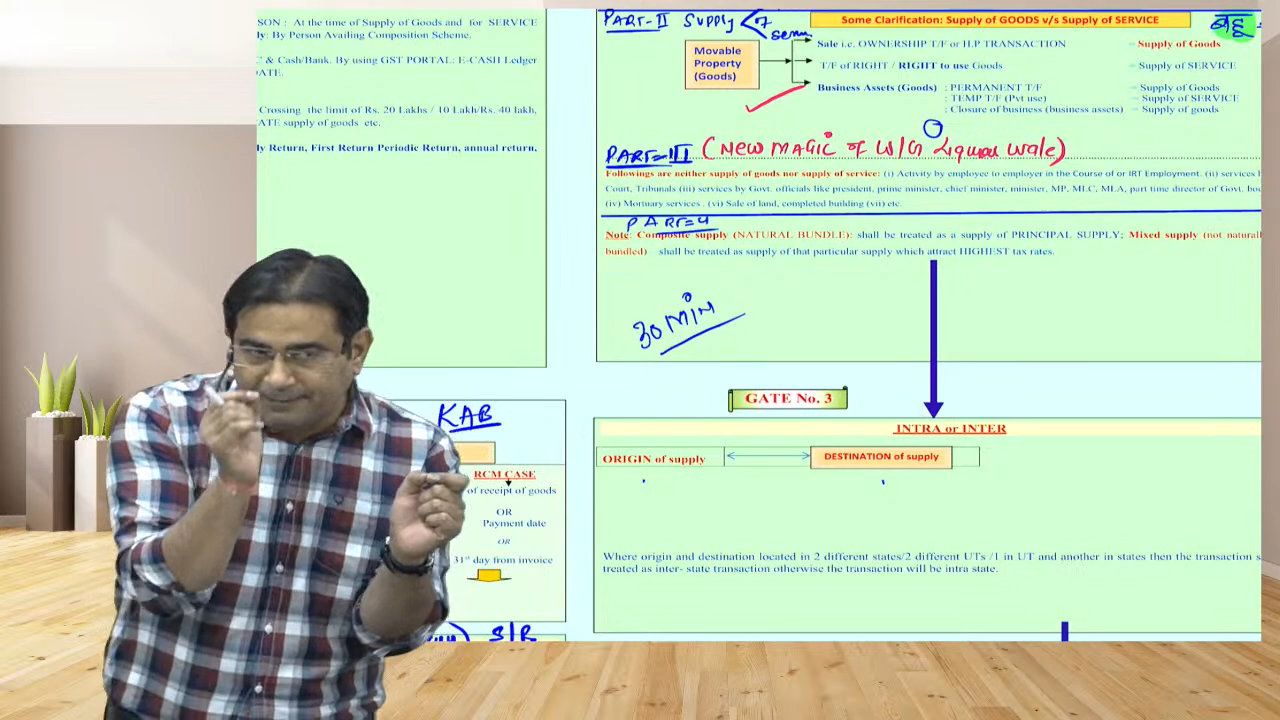 SON : At the time of Supply of Goods and for SERVICE
ly: By Person Availing Composition Scheme.
C & Cash/Bank. By using GST PORTAL: E-CASH Ledger
DATE.
Crossing the limit of Rs. 20 Lakhs / 10 Lakh/Rs. 40 lakh,
ATE supply of goods etc.
ly Return, First Return Periodic Return, annual return,
PART-II Supply
Some Clarification: Supply of GOODS v/s Supply of SERVICE
बहू
Movable
Property
(Goods)
Sale i.e. OWNERSHIP T/F or H.P TRANSACTION = Supply of Goods
T/F of RIGHT / RIGHT to use Goods = Supply of SERVICE
Business Assets (Goods) : PERMANENT T/F = Supply of Goods
: TEMP T/F (Pvt use) = Supply of SERVICE
: Closure of business (business assets) = Supply of goods
PART=III (NEW MAGIC OF W/G wale)
Followings are neither supply of goods nor supply of service: (i) Activity by employee to employer in the Course of or IRT Employment. (ii) services b
Court, Tribunals (iii) services by Govt. officials like president, prime minister, chief minister, minister, MP, MLC, MLA, part time director of Govt. bod
(iv) Mortuary services . (vi) Sale of land, completed building (vii) etc.
PART=4
Note: Composite supply (NATURAL BUNDLE): shall be treated as a supply of PRINCIPAL SUPPLY; Mixed supply (not natural
bundled) shall be treated as supply of that particular supply which attract HIGHEST tax rates.
30 MIN
GATE No. 3
INTRA or INTER
ORIGIN of supply
DESTINATION of supply
Where origin and destination located in 2 different states/2 different UTs /1 in UT and another in states then the transaction s
treated as inter- state transaction otherwise the transaction will be intra state.
KAB
RCM CASE
of receipt of goods
OR
Payment date
OR
31st day from invoice
S/R